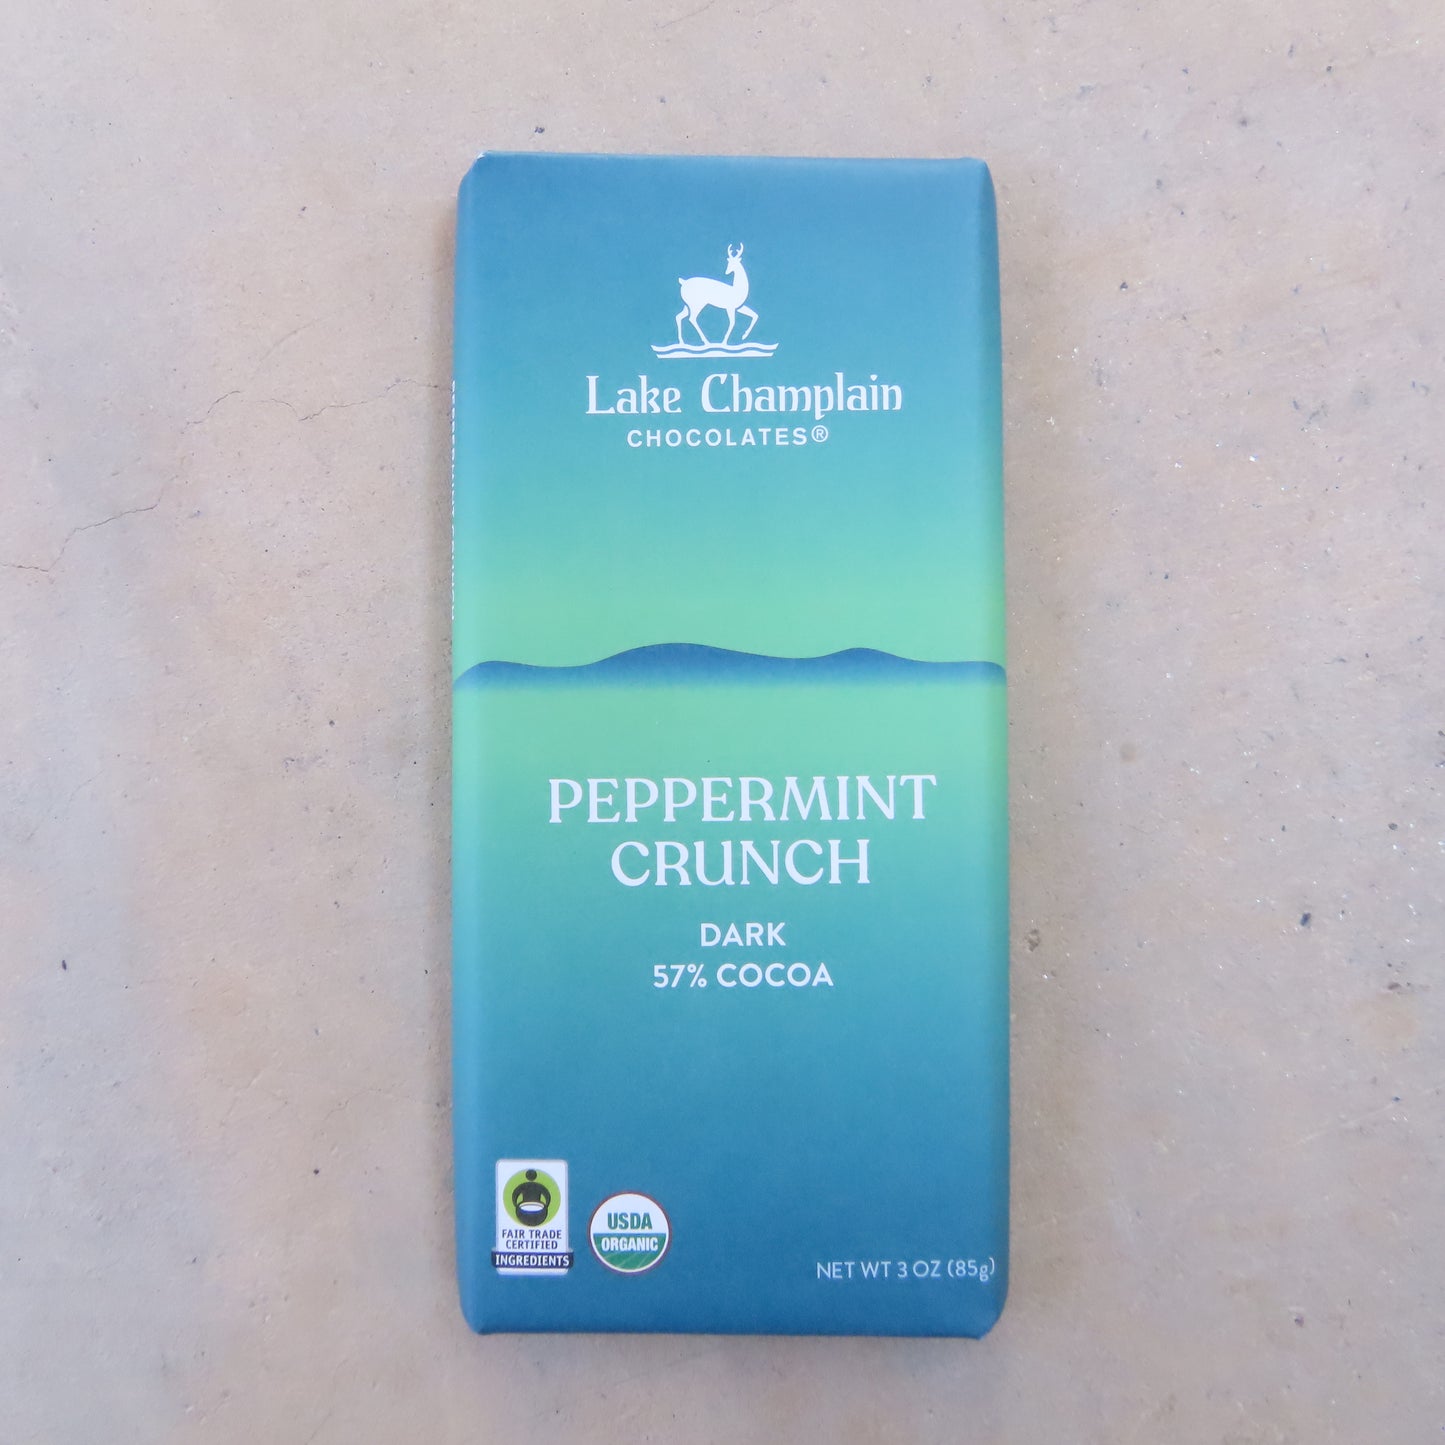 Lake Champlain
CHOCOLATES®
PEPPERMINT
CRUNCH
DARK
57% COCOA
FAIR TRADE
CERTIFIED
INGREDIENTS
USDA
ORGANIC
NET WT 3 OZ (85g)